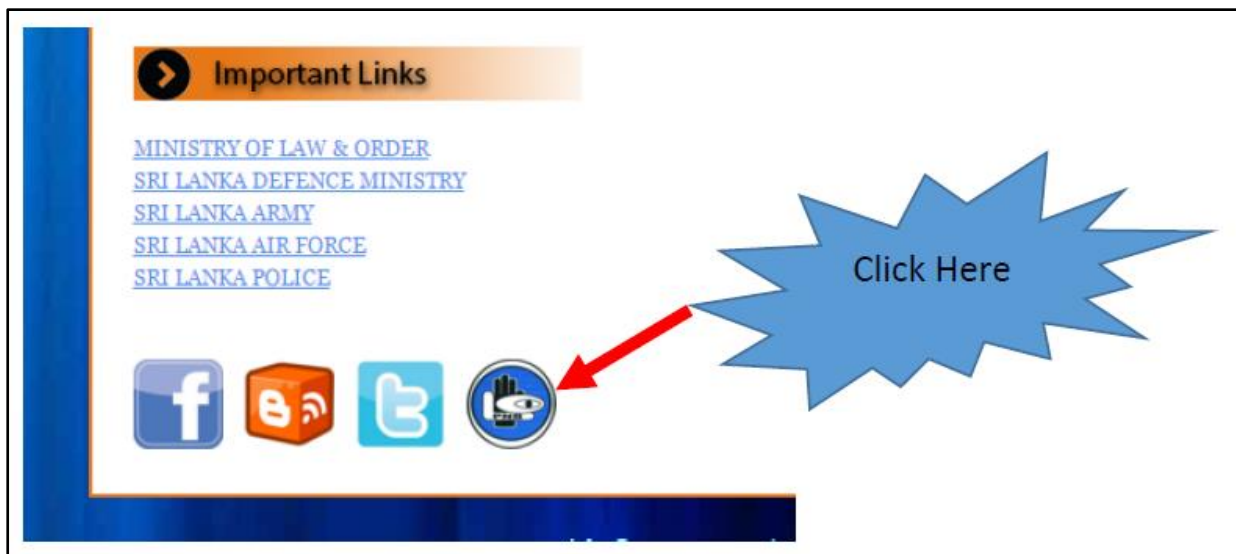 Important Links
MINISTRY OF LAW & ORDER
SRI LANKA DEFENCE MINISTRY
SRI LANKA ARMY
SRI LANKA AIR FORCE
SRI LANKA POLICE
Click Here